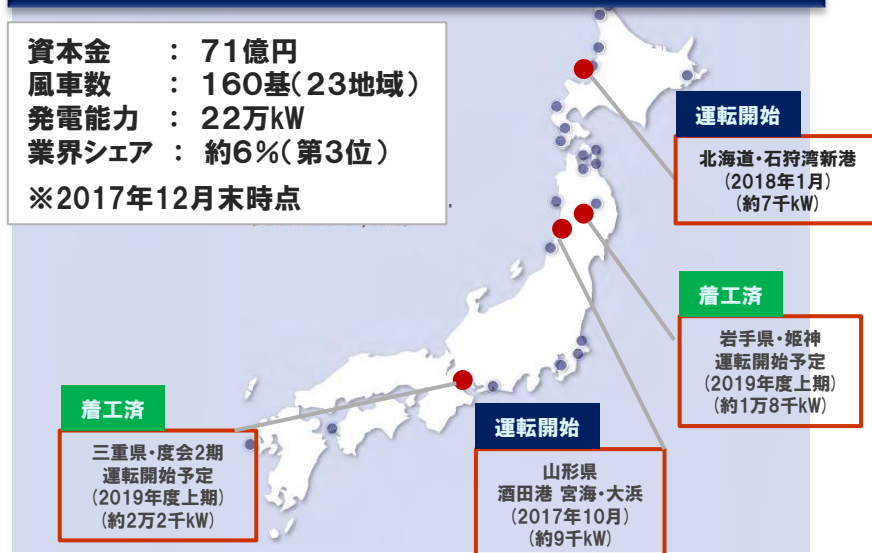 資本金 : 71億円
風車数 : 160基(23地域)
発電能力 : 22万kW
業界シェア : 約6%(第3位)
※2017年12月末時点
運転開始
北海道・石狩湾新港
(2018年1月)
(約7千kW)
着工済
岩手県・姫神
運転開始予定
(2019年度上期)
(約1万8千kW)
着工済
三重県・度会2期
運転開始予定
(2019年度上期)
(約2万2千kW)
運転開始
山形県
酒田港 宮海・大浜
(2017年10月)
(約9千kW)